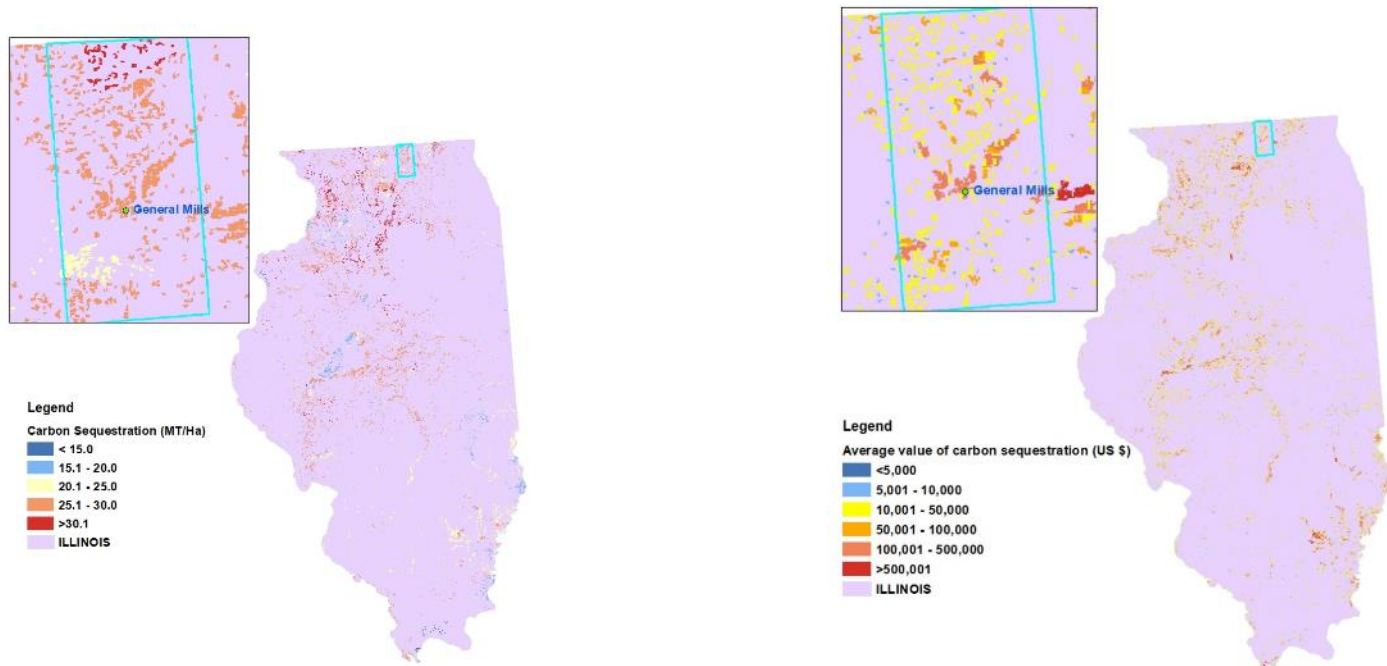 General Mills
Legend
Carbon Sequestration (MT/Ha)
< 15.0
15.1 - 20.0
20.1 - 25.0
25.1 - 30.0
>30.1
ILLINOIS
General Mills
Legend
Average value of carbon sequestration (US $)
<5,000
5,001 - 10,000
10,001 - 50,000
50,001 - 100,000
100,001 - 500,000
>500,001
ILLINOIS